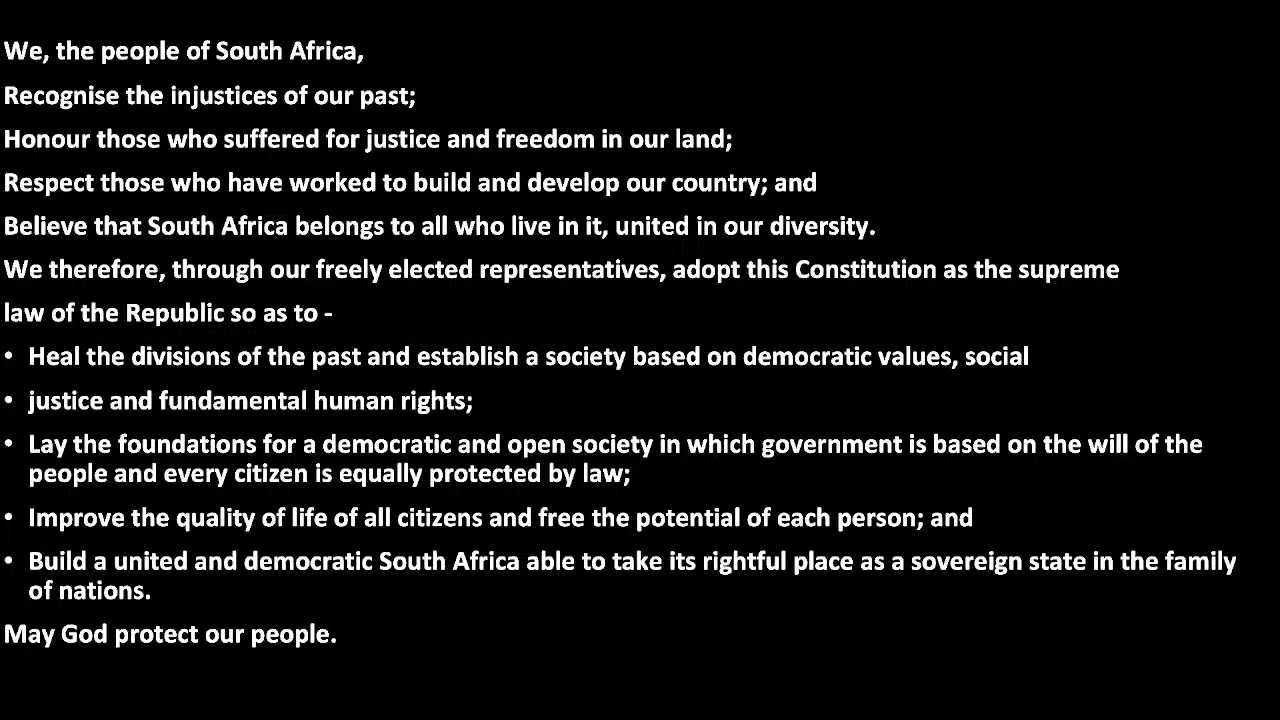 We, the people of South Africa,
Recognise the injustices of our past;
Honour those who suffered for justice and freedom in our land;
Respect those who have worked to build and develop our country; and
Believe that South Africa belongs to all who live in it, united in our diversity.
We therefore, through our freely elected representatives, adopt this Constitution as the supreme
law of the Republic so as to -
• Heal the divisions of the past and establish a society based on democratic values, social
• justice and fundamental human rights;
• Lay the foundations for a democratic and open society in which government is based on the will of the
people and every citizen is equally protected by law;
• Improve the quality of life of all citizens and free the potential of each person; and
• Build a united and democratic South Africa able to take its rightful place as a sovereign state in the family
of nations.
May God protect our people.